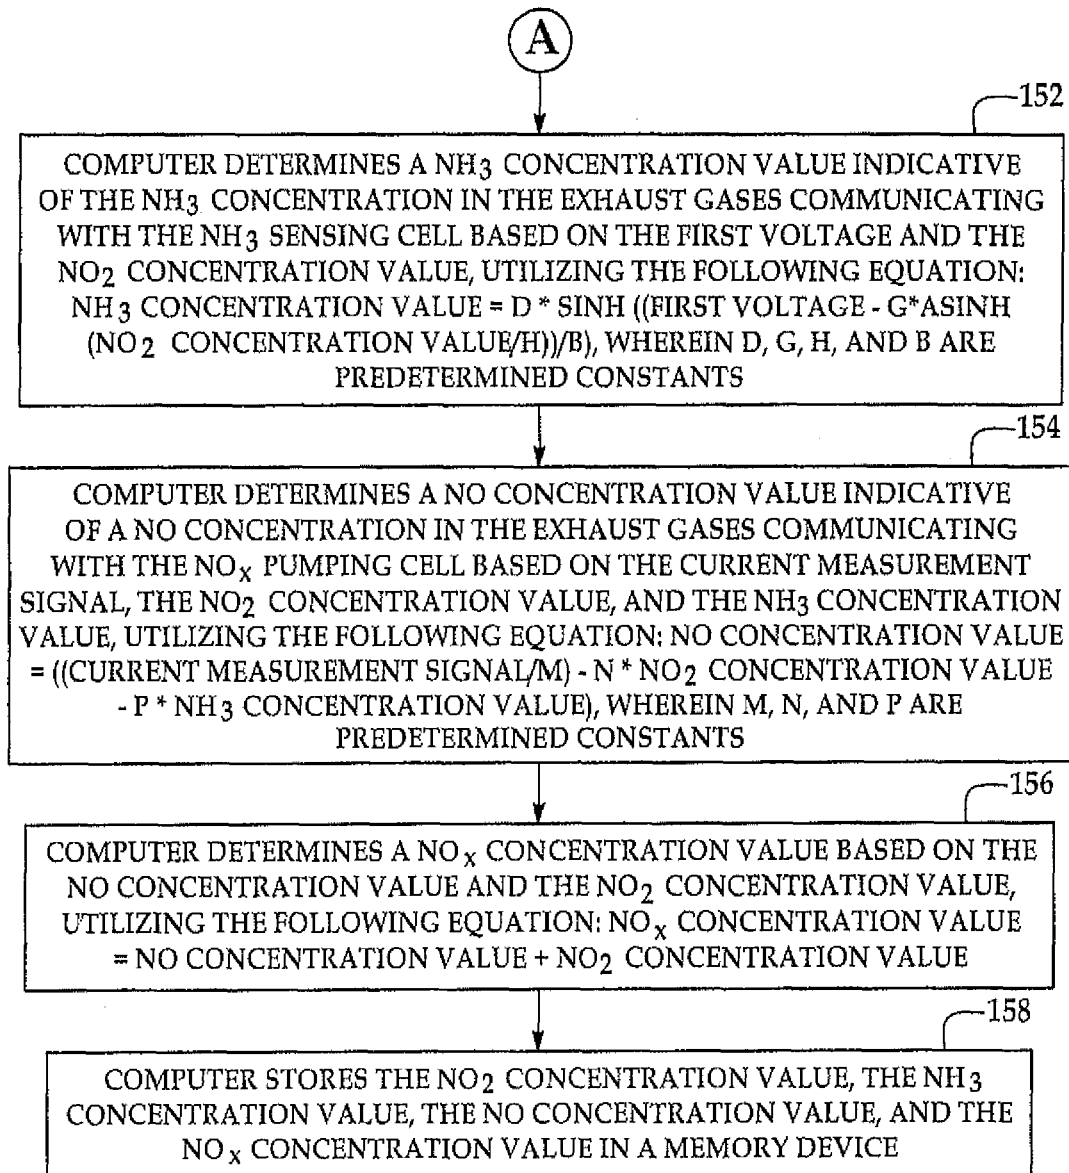 A
152
COMPUTER DETERMINES A NH3 CONCENTRATION VALUE INDICATIVE
OF THE NH3 CONCENTRATION IN THE EXHAUST GASES COMMUNICATING
WITH THE NH3 SENSING CELL BASED ON THE FIRST VOLTAGE AND THE
NO2 CONCENTRATION VALUE, UTILIZING THE FOLLOWING EQUATION:
NH3 CONCENTRATION VALUE = D * SINH ((FIRST VOLTAGE - G*ASINH
(NO2 CONCENTRATION VALUE/H))/B), WHEREIN D, G, H, AND B ARE
PREDETERMINED CONSTANTS
154
COMPUTER DETERMINES A NO CONCENTRATION VALUE INDICATIVE
OF A NO CONCENTRATION IN THE EXHAUST GASES COMMUNICATING
WITH THE NOX PUMPING CELL BASED ON THE CURRENT MEASUREMENT
SIGNAL, THE NO2 CONCENTRATION VALUE, AND THE NH3 CONCENTRATION
VALUE, UTILIZING THE FOLLOWING EQUATION: NO CONCENTRATION VALUE
= ((CURRENT MEASUREMENT SIGNAL/M) - N * NO2 CONCENTRATION VALUE
- P * NH3 CONCENTRATION VALUE), WHEREIN M, N, AND P ARE
PREDETERMINED CONSTANTS
156
COMPUTER DETERMINES A NOX CONCENTRATION VALUE BASED ON THE
NO CONCENTRATION VALUE AND THE NO2 CONCENTRATION VALUE,
UTILIZING THE FOLLOWING EQUATION: NOX CONCENTRATION VALUE
= NO CONCENTRATION VALUE + NO2 CONCENTRATION VALUE
158
COMPUTER STORES THE NO2 CONCENTRATION VALUE, THE NH3
CONCENTRATION VALUE, THE NO CONCENTRATION VALUE, AND THE
NOX CONCENTRATION VALUE IN A MEMORY DEVICE